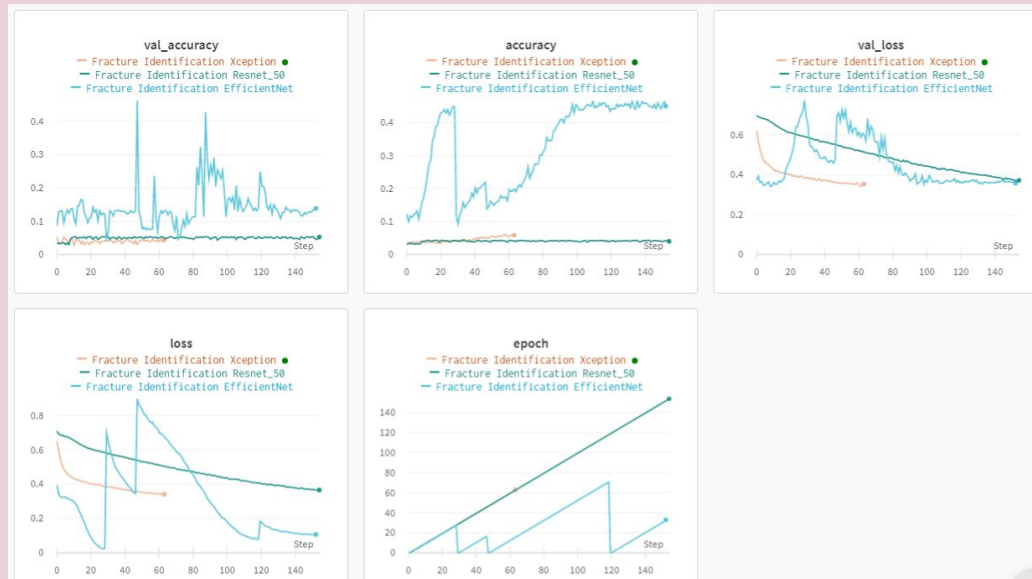 val_accuracy
Fracture Identification Xception
Fracture Identification Resnet_50
Fracture Identification EfficientNet
0.4
0.3
0.2
0.1
0
Step
0 20 40 60 80 100 120 140
accuracy
Fracture Identification Xception
Fracture Identification Resnet_50
Fracture Identification EfficientNet
0.4
0.3
0.2
0.1
0
Step
0 20 40 60 80 100 120 140
val_loss
Fracture Identification Xception
Fracture Identification Resnet_50
Fracture Identification EfficientNet
0.6
0.4
0.2
0
Step
0 20 40 60 80 100 120 140
loss
Fracture Identification Xception
Fracture Identification Resnet_50
Fracture Identification EfficientNet
0.8
0.6
0.4
0.2
0
Step
0 20 40 60 80 100 120 140
epoch
Fracture Identification Xception
Fracture Identification Resnet_50
Fracture Identification EfficientNet
140
120
100
80
60
40
20
0
Step
0 20 40 60 80 100 120 140